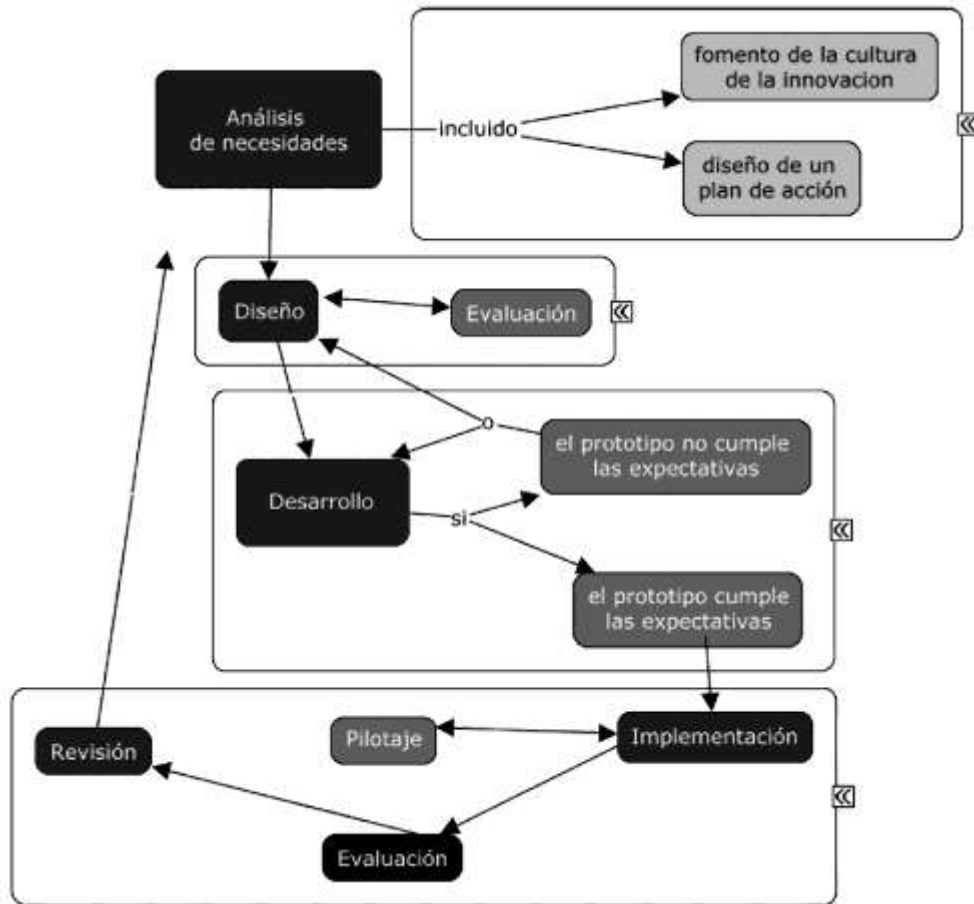 fomento de la cultura
de la innovacion
Análisis
de necesidades
incluido
diseño de un
plan de acción
Diseño
Evaluación
o
el prototipo no cumple
las expectativas
Desarrollo
si
el prototipo cumple
las expectativas
Revisión
Pilotaje
Implementación
Evaluación